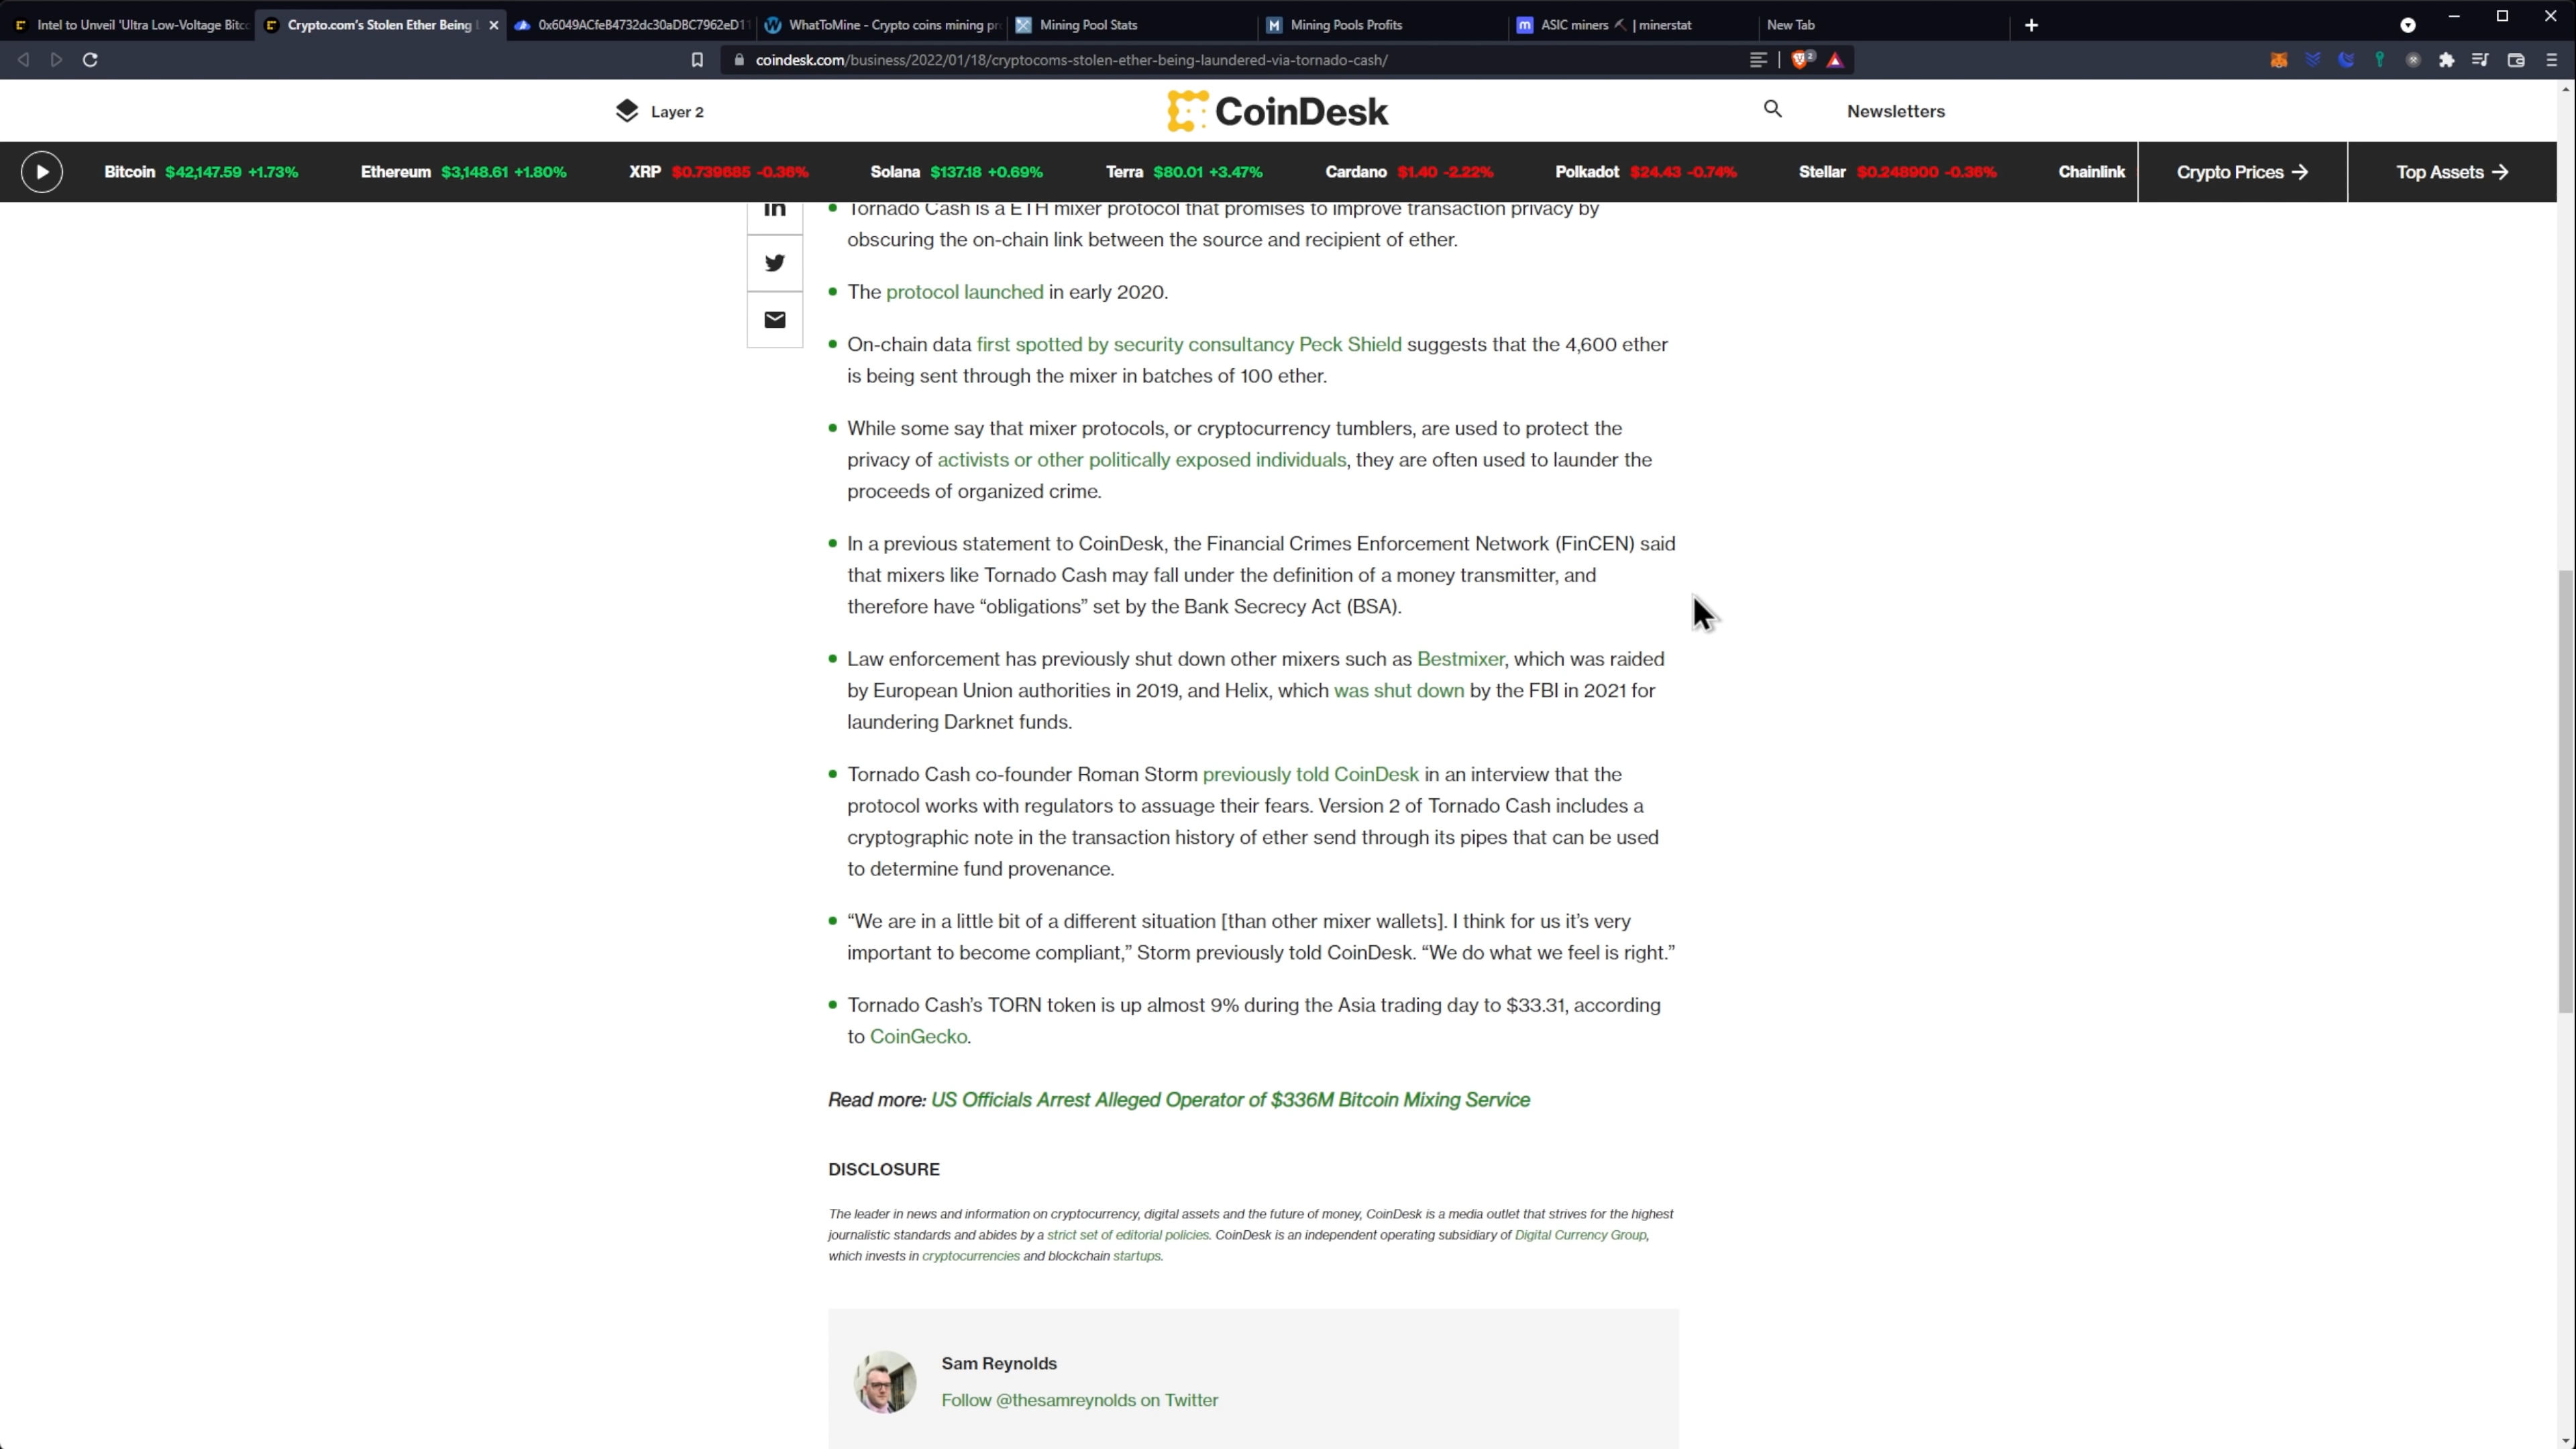 Intel to Unveil 'Ultra Low-Voltage Bitco
Crypto.com's Stolen Ether Being L
0x6049ACfeB4732dc30aDBC7962eD11
WhatToMine - Crypto coins mining pr
Mining Pool Stats
Mining Pools Profits
ASIC miners | minerstat
New Tab
coindesk.com/business/2022/01/18/cryptocoms-stolen-ether-being-laundered-via-tornado-cash/
2
Layer 2
CoinDesk
Newsletters
Bitcoin $42,147.59 +1.73%
Ethereum $3,148.61 +1.80%
XRP $0.739685 -0.36%
Solana $137.18 +0.69%
Terra $80.01 +3.47%
Cardano $1.40 -2.22%
Polkadot $24.43 -0.74%
Stellar $0.248900 -0.36%
Chainlink
Crypto Prices →
Top Assets →
in
Tornado Cash is a ETH mixer protocol that promises to improve transaction privacy by
obscuring the on-chain link between the source and recipient of ether.
The protocol launched in early 2020.
On-chain data first spotted by security consultancy Peck Shield suggests that the 4,600 ether
is being sent through the mixer in batches of 100 ether.
While some say that mixer protocols, or cryptocurrency tumblers, are used to protect the
privacy of activists or other politically exposed individuals, they are often used to launder the
proceeds of organized crime.
In a previous statement to CoinDesk, the Financial Crimes Enforcement Network (FinCEN) said
that mixers like Tornado Cash may fall under the definition of a money transmitter, and
therefore have “obligations” set by the Bank Secrecy Act (BSA).
Law enforcement has previously shut down other mixers such as Bestmixer, which was raided
by European Union authorities in 2019, and Helix, which was shut down by the FBI in 2021 for
laundering Darknet funds.
Tornado Cash co-founder Roman Storm previously told CoinDesk in an interview that the
protocol works with regulators to assuage their fears. Version 2 of Tornado Cash includes a
cryptographic note in the transaction history of ether send through its pipes that can be used
to determine fund provenance.
“We are in a little bit of a different situation [than other mixer wallets]. I think for us it’s very
important to become compliant,” Storm previously told CoinDesk. “We do what we feel is right.”
Tornado Cash’s TORN token is up almost 9% during the Asia trading day to $33.31, according
to CoinGecko.
Read more: US Officials Arrest Alleged Operator of $336M Bitcoin Mixing Service
DISCLOSURE
The leader in news and information on cryptocurrency, digital assets and the future of money, CoinDesk is a media outlet that strives for the highest
journalistic standards and abides by a strict set of editorial policies. CoinDesk is an independent operating subsidiary of Digital Currency Group,
which invests in cryptocurrencies and blockchain startups.
Sam Reynolds
Follow @thesamreynolds on Twitter